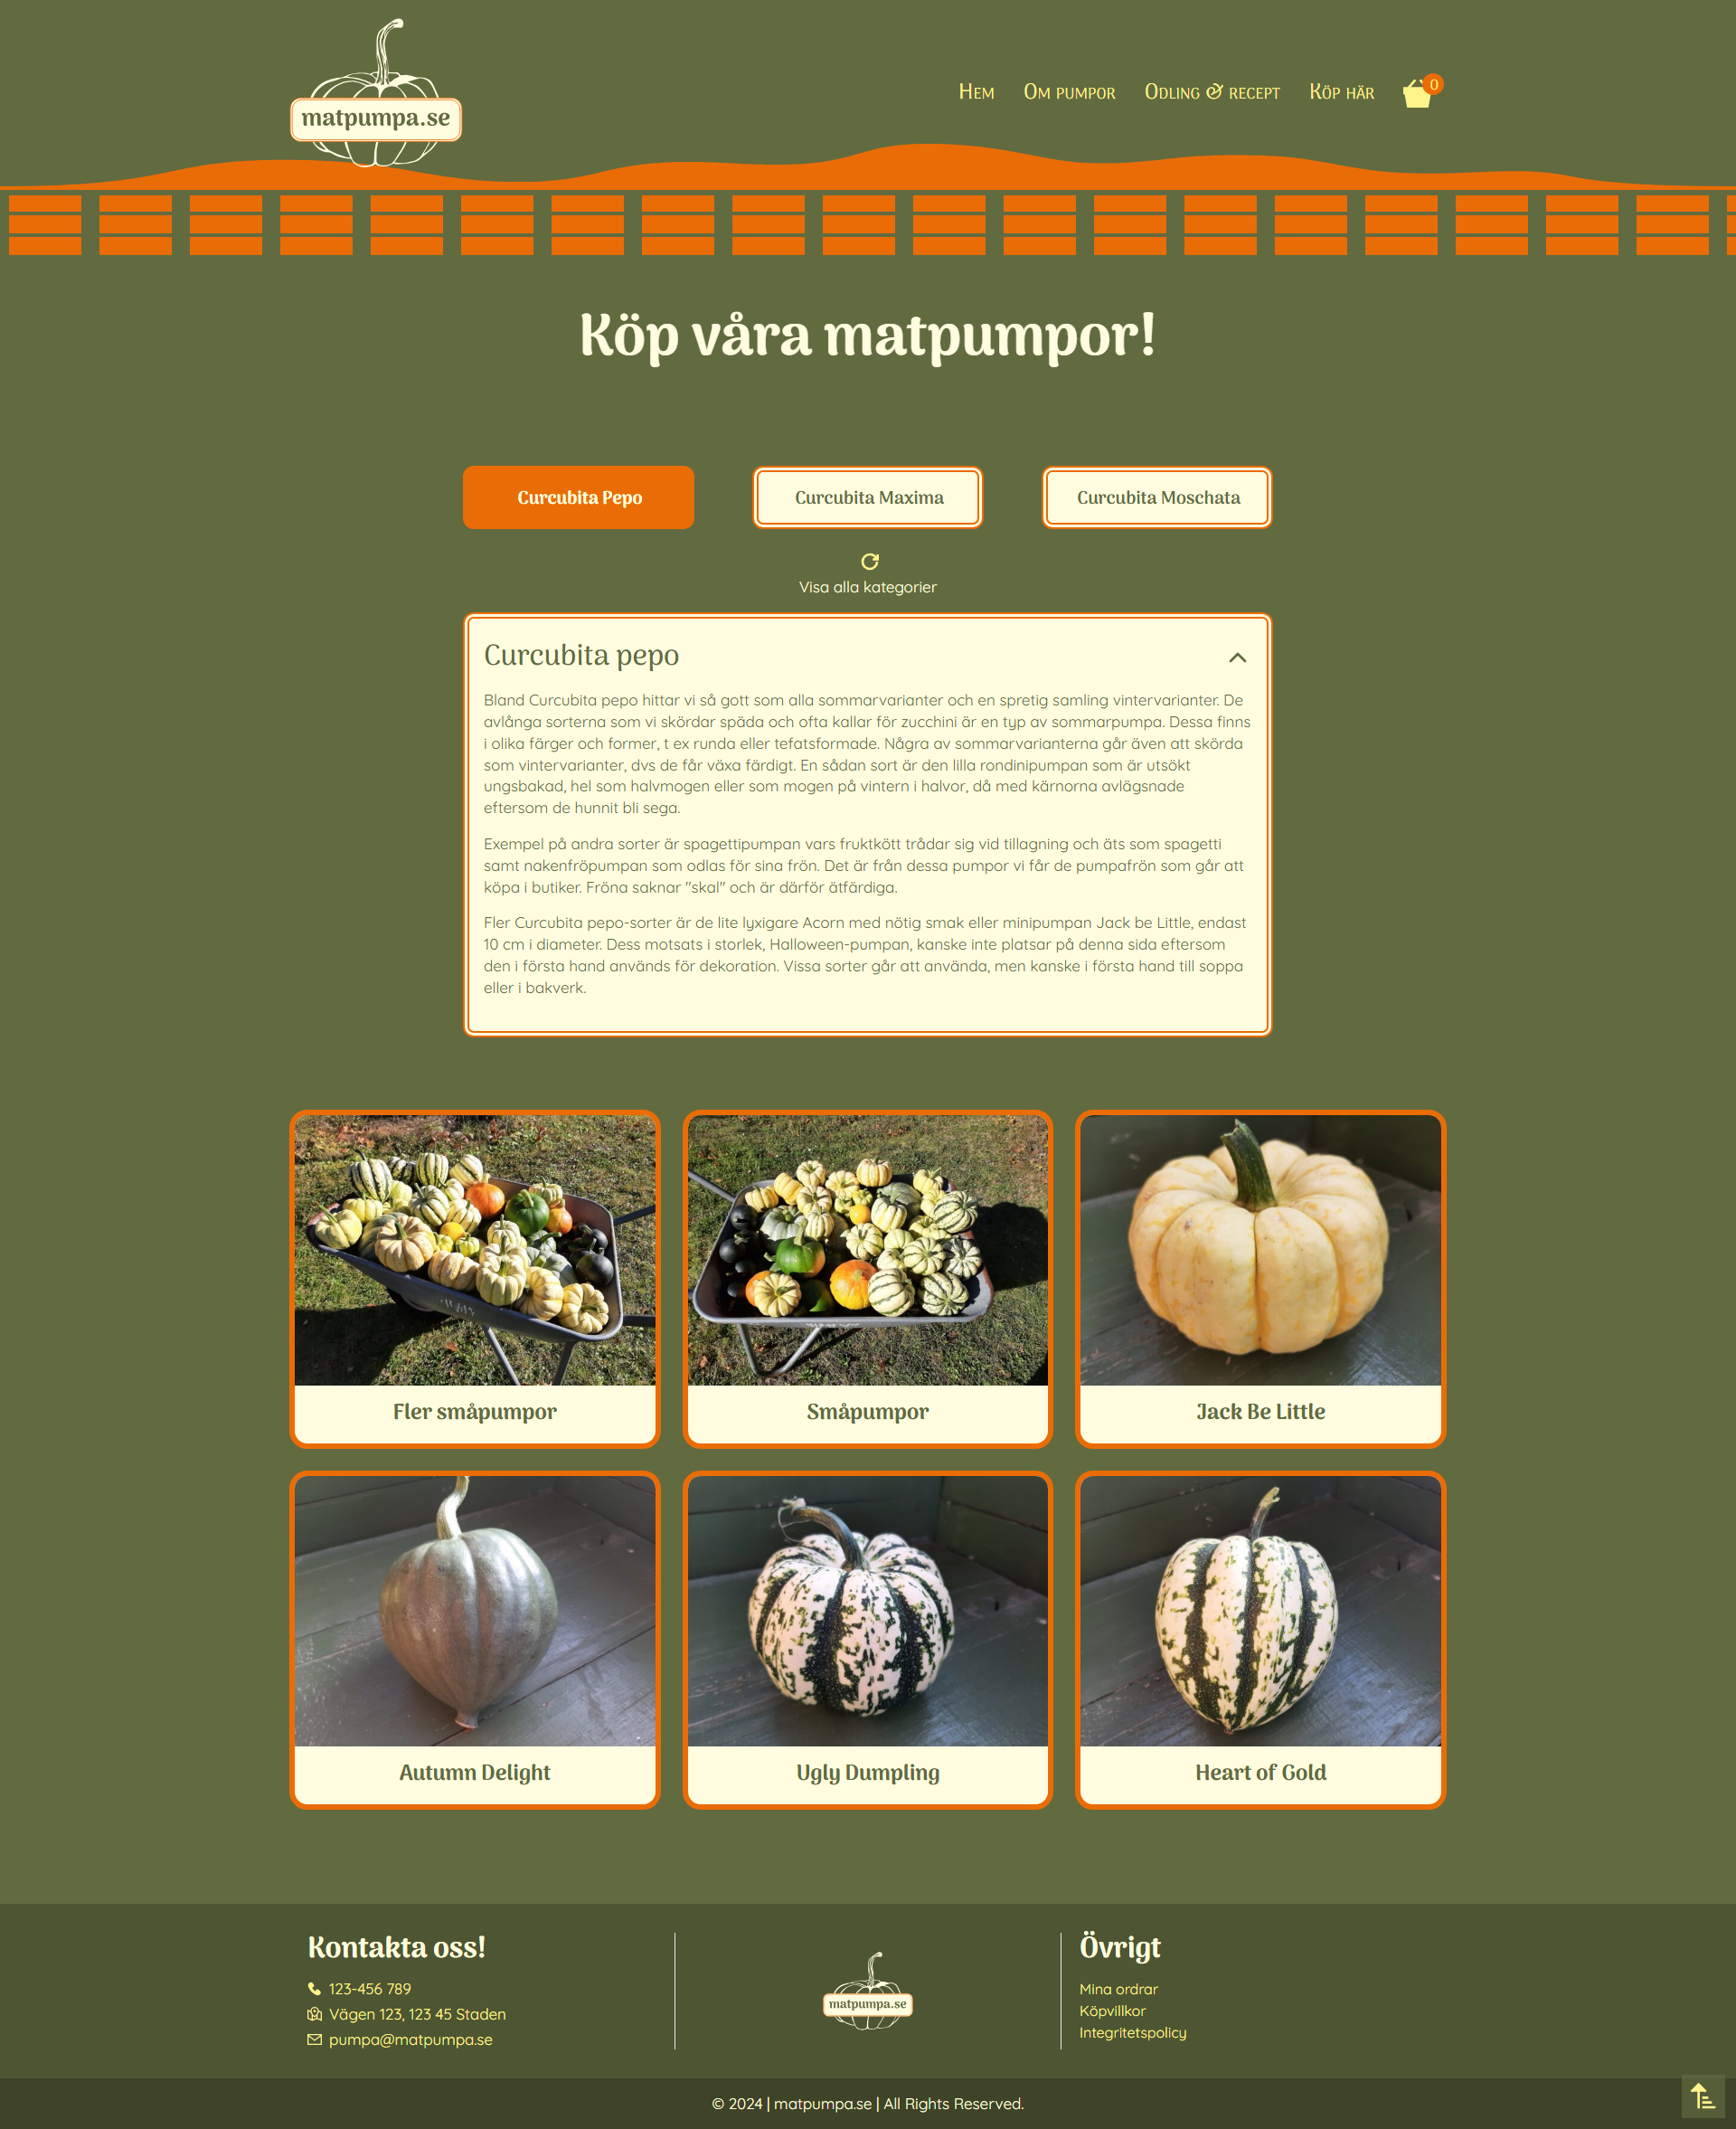 matpumpa.se
Hem
Om pumpor
Odling & recept
Köp här
0
Köp våra matpumpor!
Curcubita Pepo
Curcubita Maxima
Curcubita Moschata
Visa alla kategorier
Curcubita pepo
Bland Curcubita pepo hittar vi så gott som alla sommarvarianter och en spretig samling vintervarianter. De
avlånga sorterna som vi skördar späda och ofta kallar för zucchini är en typ av sommarpumpa. Dessa finns
i olika färger och former, t ex runda eller tefatsformade. Några av sommarvarianterna går även att skörda
som vintervarianter, dvs de får växa färdigt. En sådan sort är den lilla rondinipumpan som är utsökt
ungsbakad, hel som halvmogen eller som mogen på vintern i halvor, då med kärnorna avlägsnade
eftersom de hunnit bli sega.
Exempel på andra sorter är spagettipumpan vars fruktkött trådar sig vid tillagning och äts som spagetti
samt nakenfröpumpan som odlas för sina frön. Det är från dessa pumpor vi får de pumpafrön som går att
köpa i butiker. Fröna saknar "skal" och är därför ätfärdiga.
Fler Curcubita pepo-sorter är de lite lyxigare Acorn med nötig smak eller minipumpan Jack be Little, endast
10 cm i diameter. Dess motsats i storlek, Halloween-pumpan, kanske inte platsar på denna sida eftersom
den i första hand används för dekoration. Vissa sorter går att använda, men kanske i första hand till soppa
eller i bakverk.
Fler småpumpor
Småpumpor
Jack Be Little
Autumn Delight
Ugly Dumpling
Heart of Gold
Kontakta oss!
123-456 789
Vägen 123, 123 45 Staden
pumpa@matpumpa.se
matpumpa.se
Övrigt
Mina ordrar
Köpvillkor
Integritetspolicy
© 2024 | matpumpa.se | All Rights Reserved.